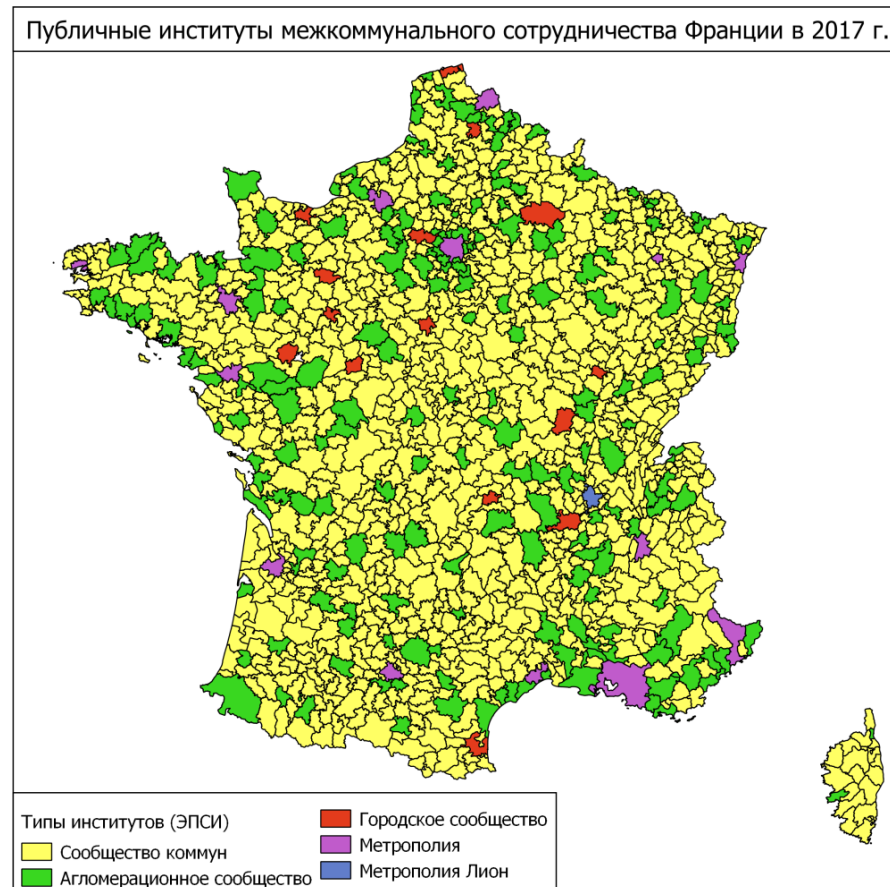 Публичные институты межкоммунального сотрудничества Франции в 2017 г.
Типы институтов (ЭПСИ)
Сообщество коммун
Агломерационное сообщество
Городское сообщество
Метрополия
Метрополия Лион